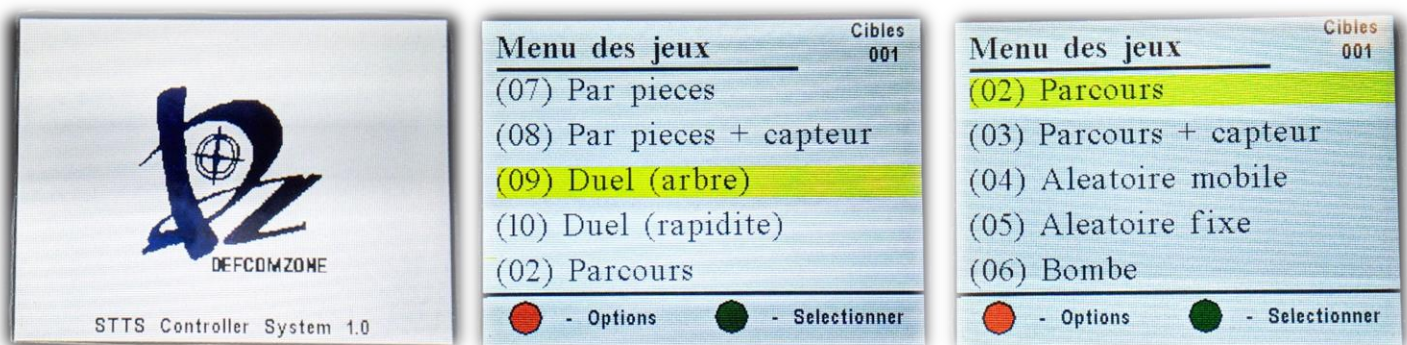 DEFCOMZONE
STTS Controller System 1.0
Menu des jeux
Cibles
001
(07) Par pieces
(08) Par pieces + capteur
(09) Duel (arbre)
(10) Duel (rapidite)
(02) Parcours
- Options
- Selectionner
Menu des jeux
Cibles
001
(02) Parcours
(03) Parcours + capteur
(04) Aleatoire mobile
(05) Aleatoire fixe
(06) Bombe
- Options
- Selectionner